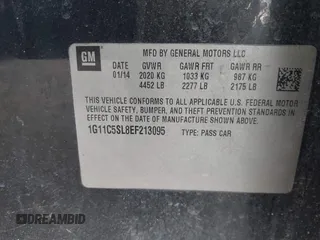 GM
MFD BY GENERAL MOTORS LLC
DATE GVWR GAWR FRT GAWR RR
01/14 2020 KG 1033 KG 987 KG
4452 LB 2277 LB 2175 LB
THIS VEHICLE CONFORMS TO ALL APPLICABLE U.S. FEDERAL MOTOR
VEHICLE SAFETY, BUMPER, AND THEFT PREVENTION STANDARDS IN
EFFECT ON THE DATE OF MANUFACTURE SHOWN ABOVE.
1G11C5SL8EF213095 TYPE: PASS CAR
DREAMBID